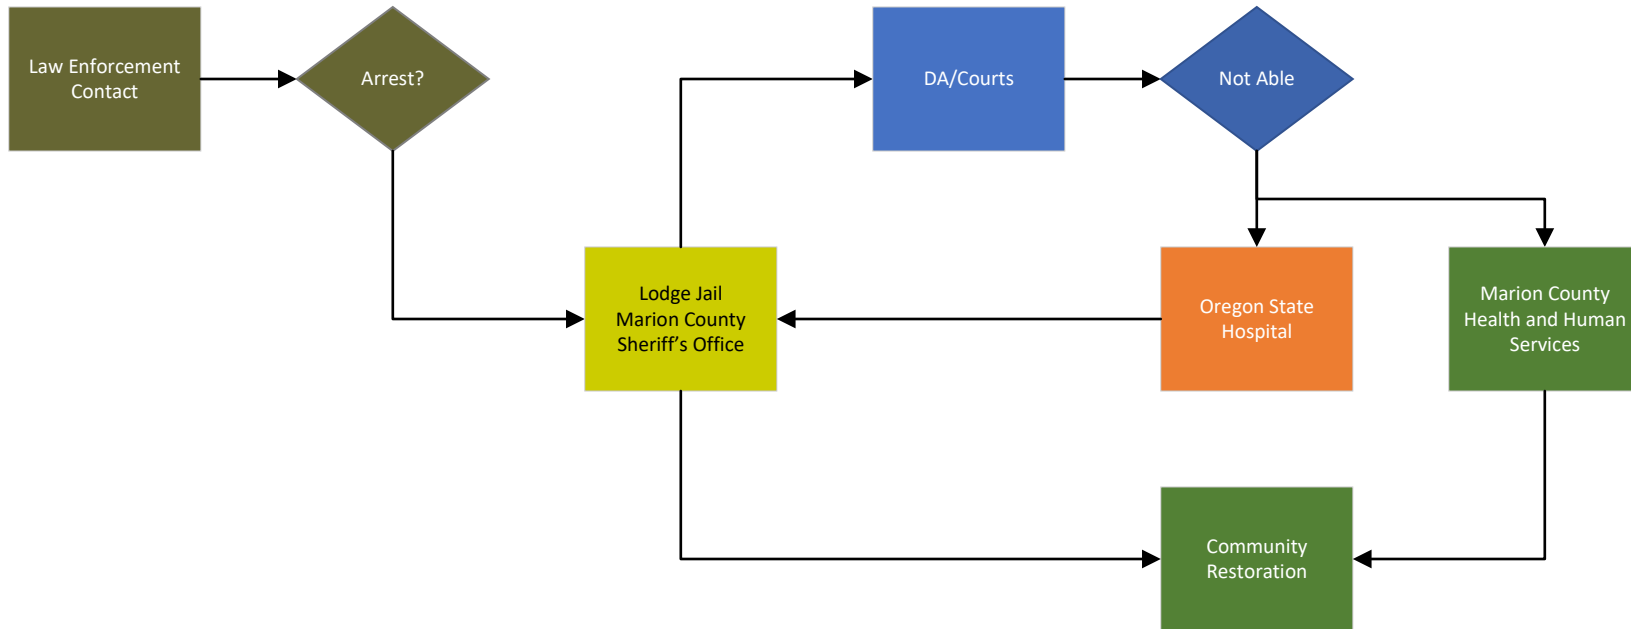 Law Enforcement
Contact
Arrest?
DA/Courts
Not Able
Lodge Jail
Marion County
Sheriff’s Office
Oregon State
Hospital
Marion County
Health and Human
Services
Community
Restoration